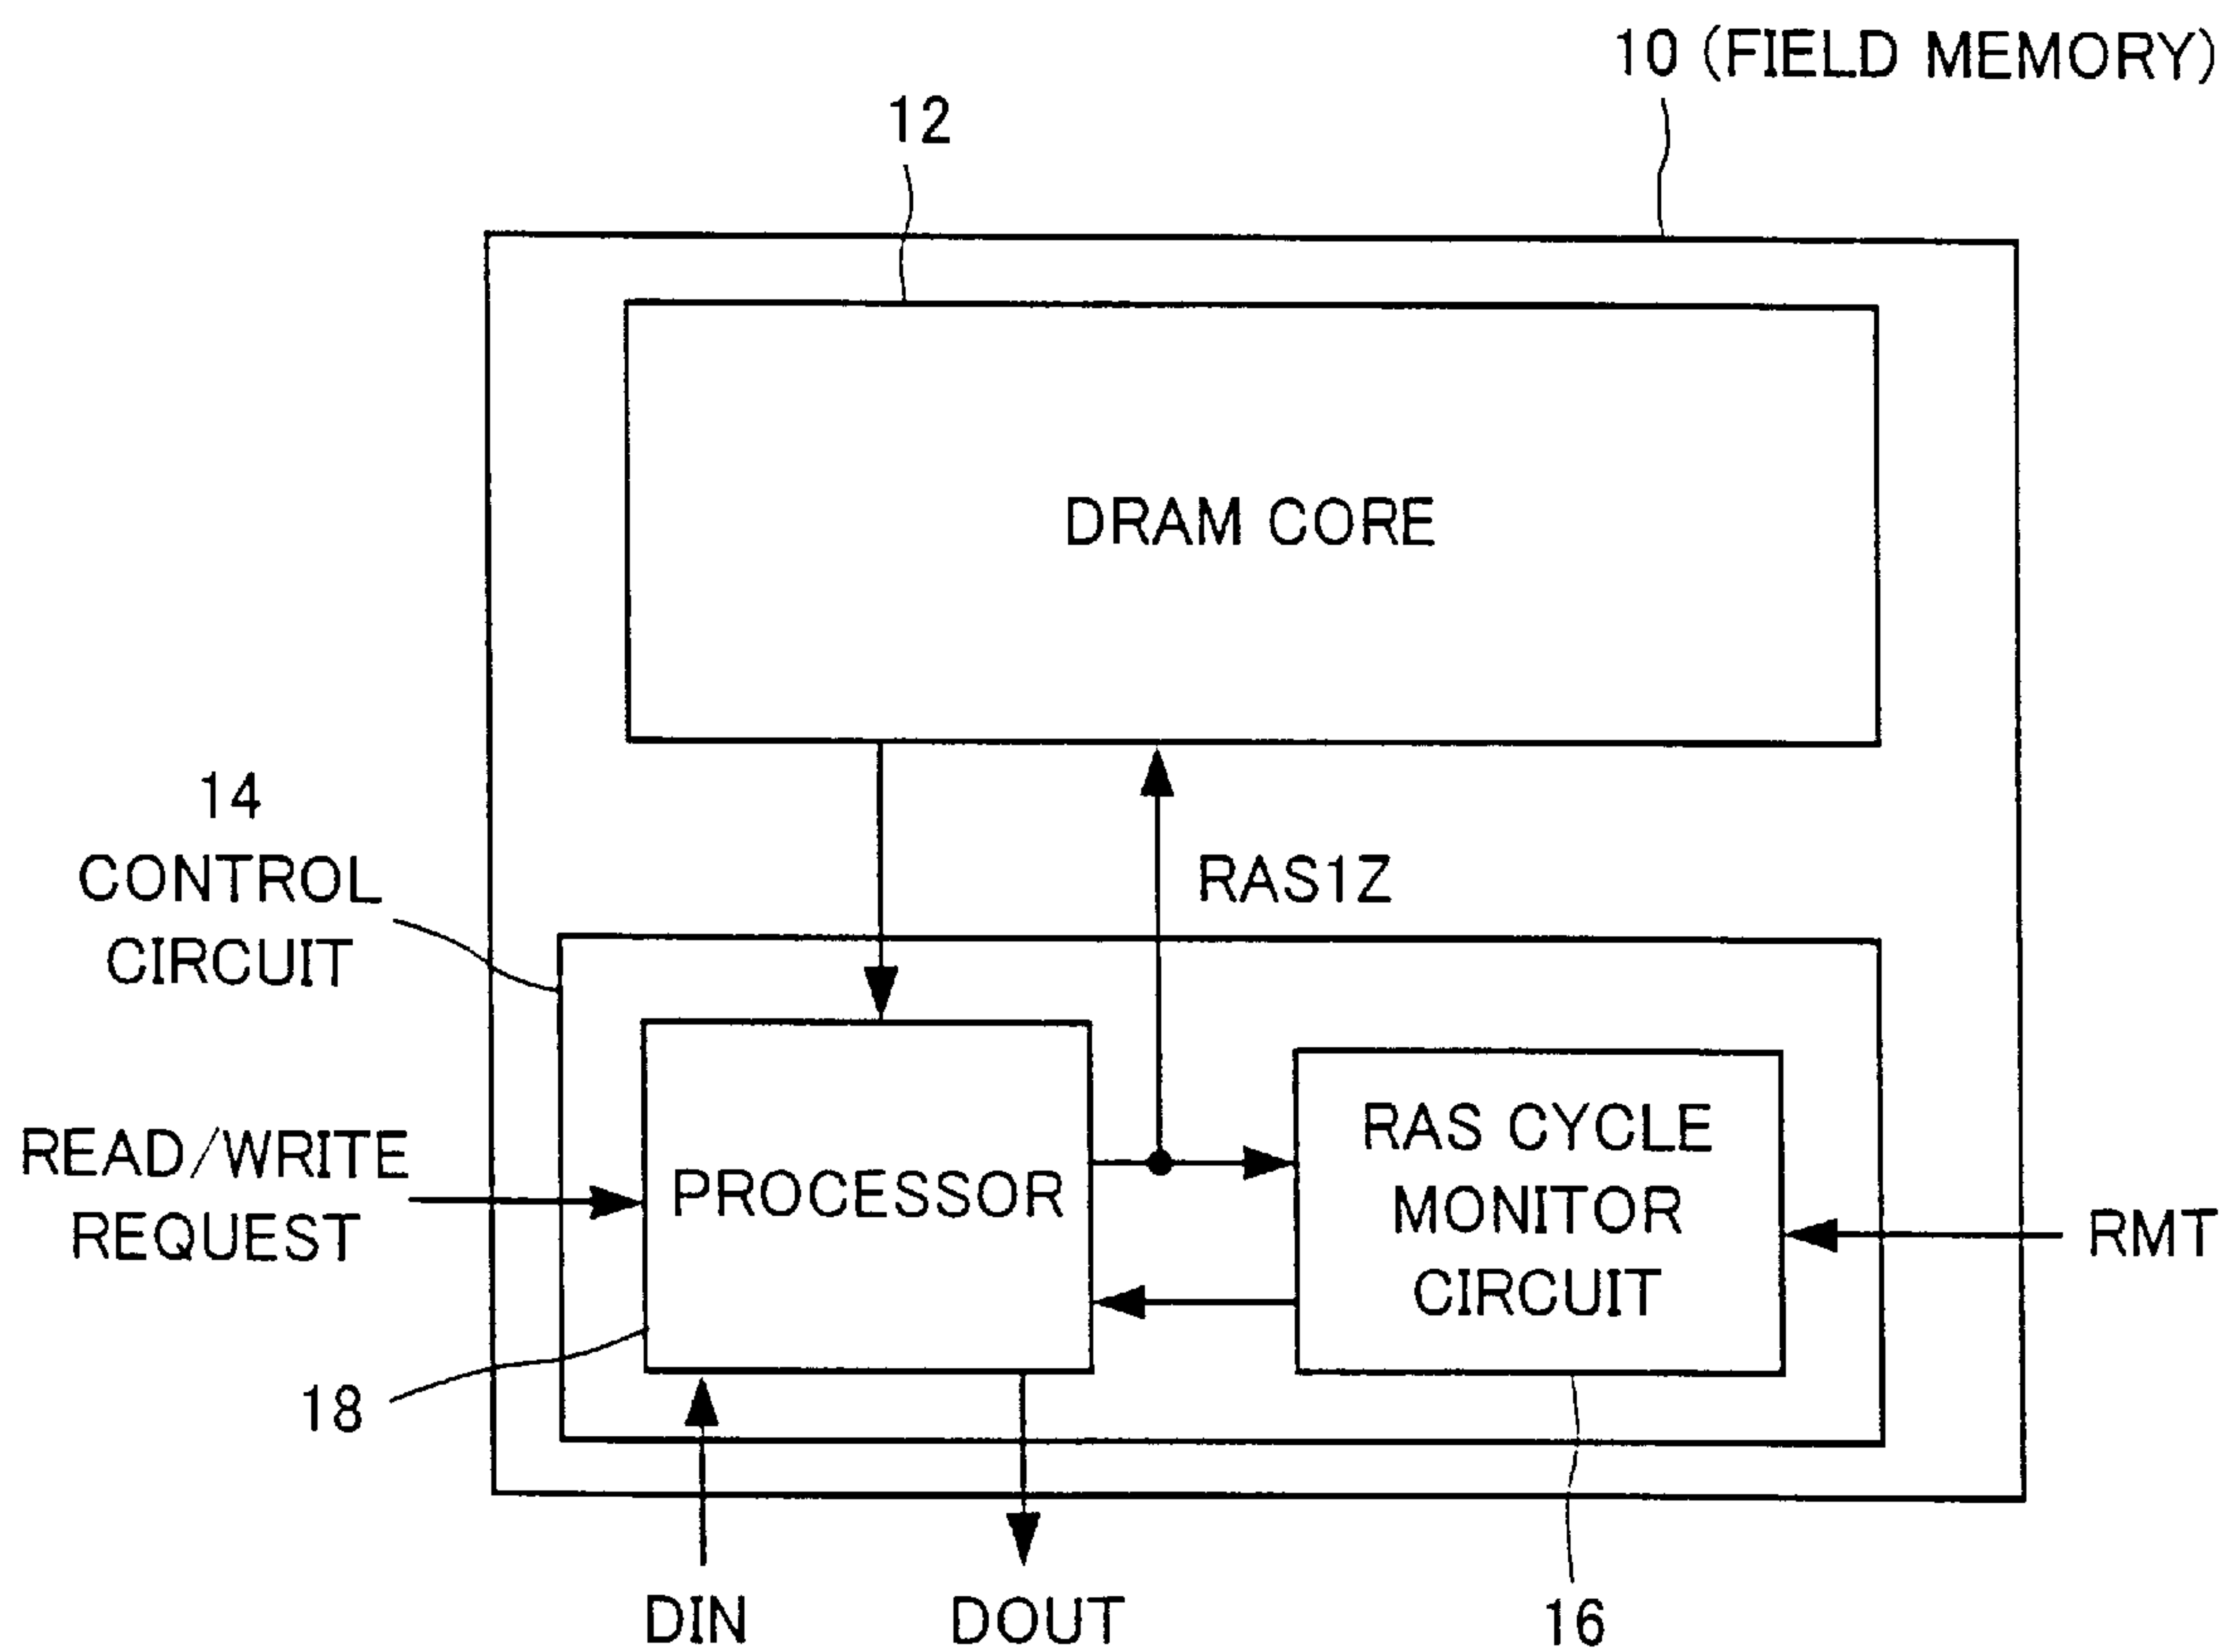 10 (FIELD MEMORY)
12
DRAM CORE
14
CONTROL
CIRCUIT
RAS1Z
READ/WRITE
REQUEST
PROCESSOR
RAS CYCLE
MONITOR
CIRCUIT
RMT
18
DIN
DOUT
16